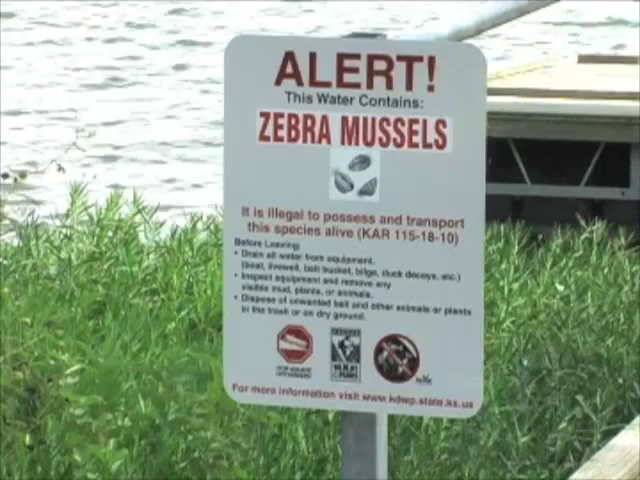 ALERT!
This Water Contains:
ZEBRA MUSSELS
It is illegal to possess and transport
this species alive (KAR 115-18-10)
Before Leaving:
• Drain all water from equipment.
(boat, livewell, bait bucket, bilge, duck decoys, etc.)
• Inspect equipment and remove any
visible mud, plants, or animals.
• Dispose of unwanted bait and other animals or plants
in the trash or on dry ground.
For more information visit www.kdwp.state.ks.us